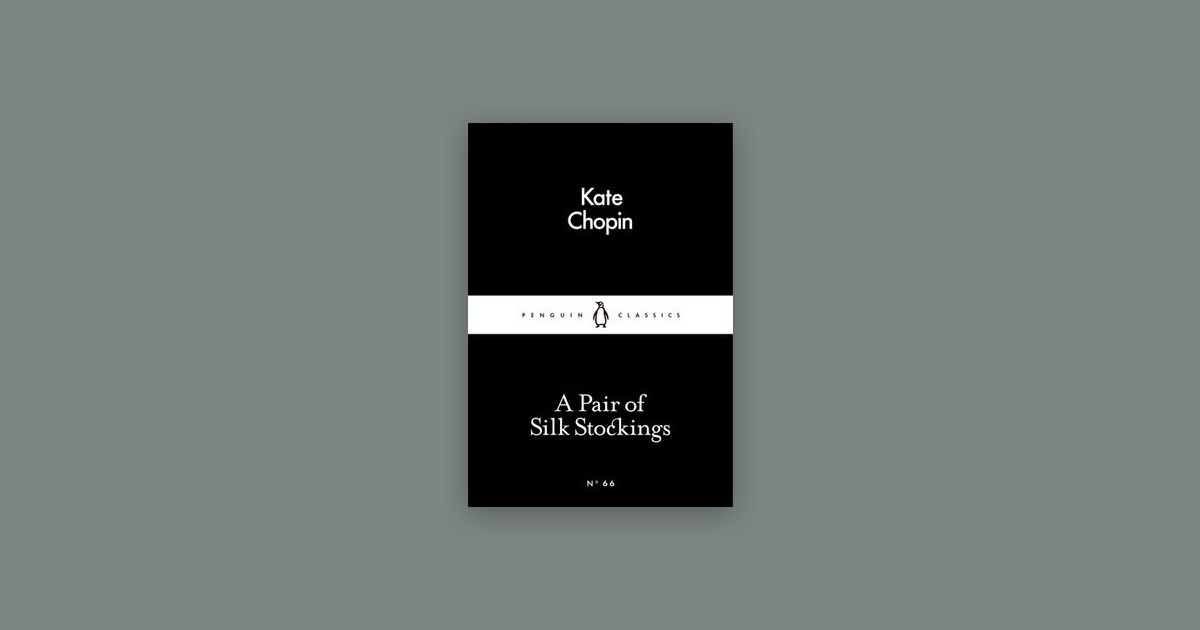 Kate
Chopin
PENGUIN CLASSICS
A Pair of
Silk Stockings
Nº 66